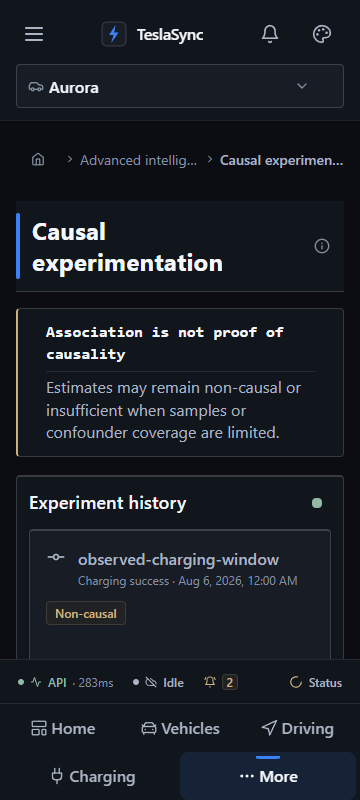 TeslaSync
Aurora
Advanced intellig... Causal experimen...
Causal
experimentation
Association is not proof of
causality
Estimates may remain non-causal or
insufficient when samples or
confounder coverage are limited.
Experiment history
observed-charging-window
Charging success · Aug 6, 2026, 12:00 AM
Non-causal
API · 283ms Idle 2 Status
Home Vehicles Driving
Charging More